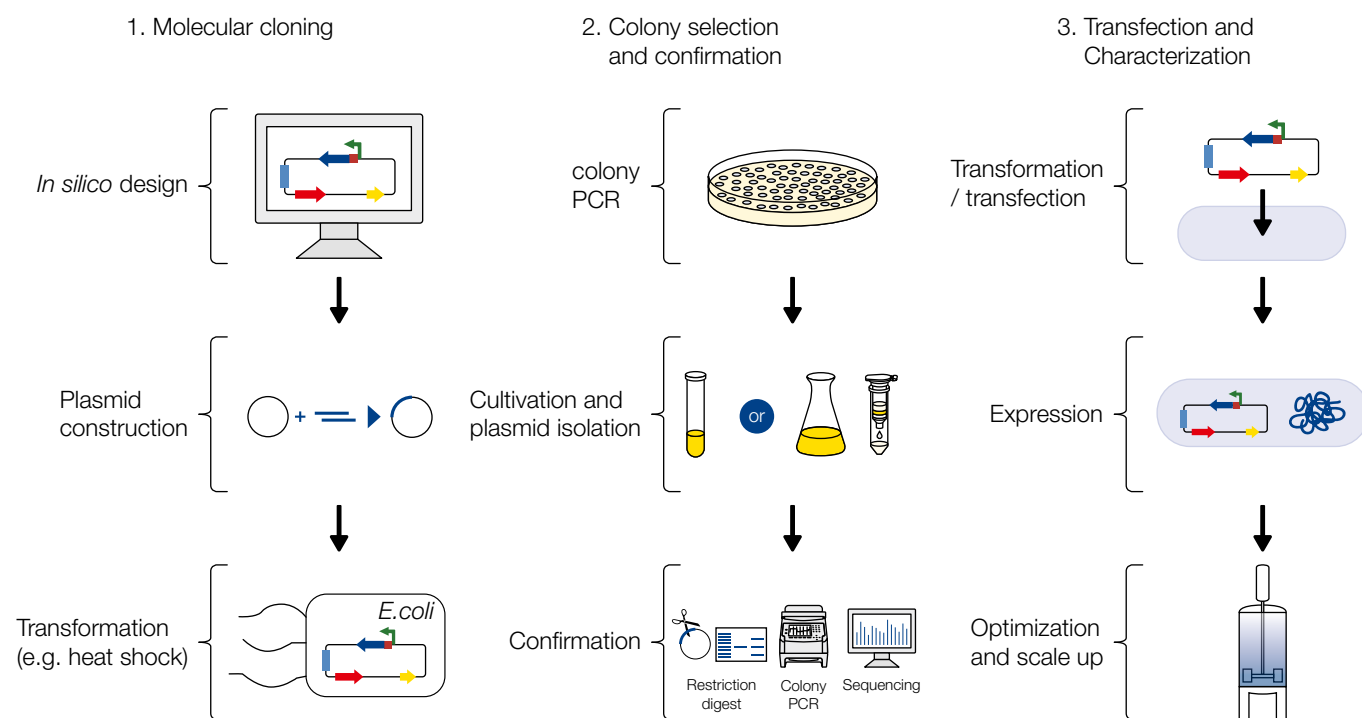 1. Molecular cloning
In silico design
Plasmid
construction
+
Transformation
(e.g. heat shock)
E.coli
2. Colony selection
and confirmation
colony
PCR
Cultivation and
plasmid isolation
or
Confirmation
Restriction
digest
Colony
PCR
Sequencing
3. Transfection and
Characterization
Transformation
/ transfection
Expression
Optimization
and scale up